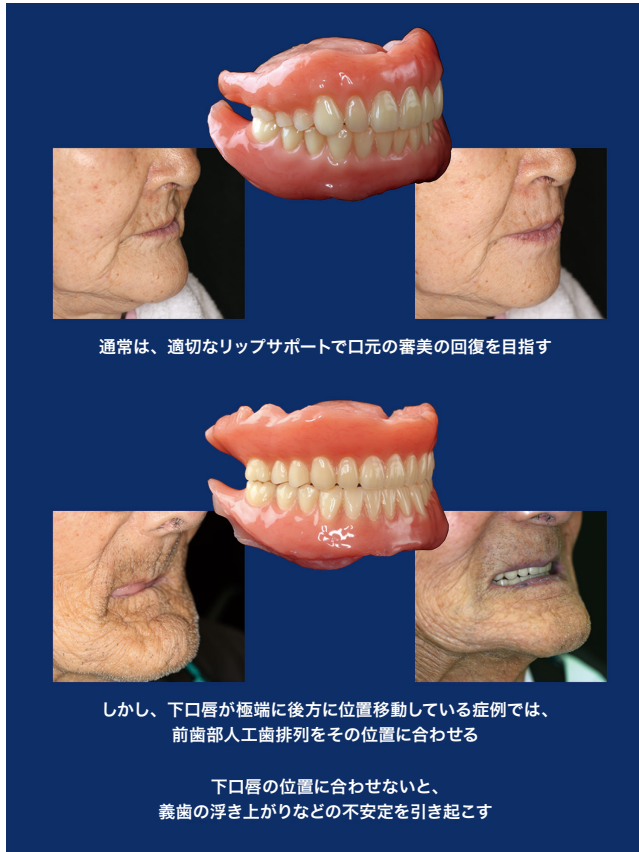 通常は、適切なリップサポートで口元の審美の回復を目指す
しかし、下口唇が極端に後方に位置移動している症例では、
前歯部人工歯排列をその位置に合わせる
下口唇の位置に合わせないと、
義歯の浮き上がりなどの不安定を引き起こす